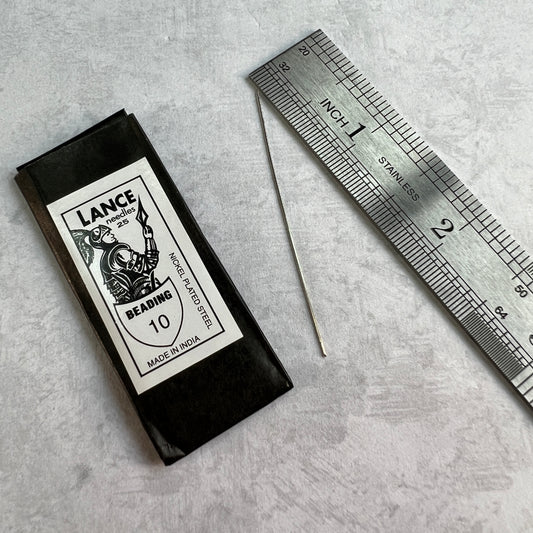 LANCE
needles
25
BEADING
10
NICKEL PLATED STEEL
MADE IN INDIA
32
20
INCH 1
STAINLESS
2
50
64